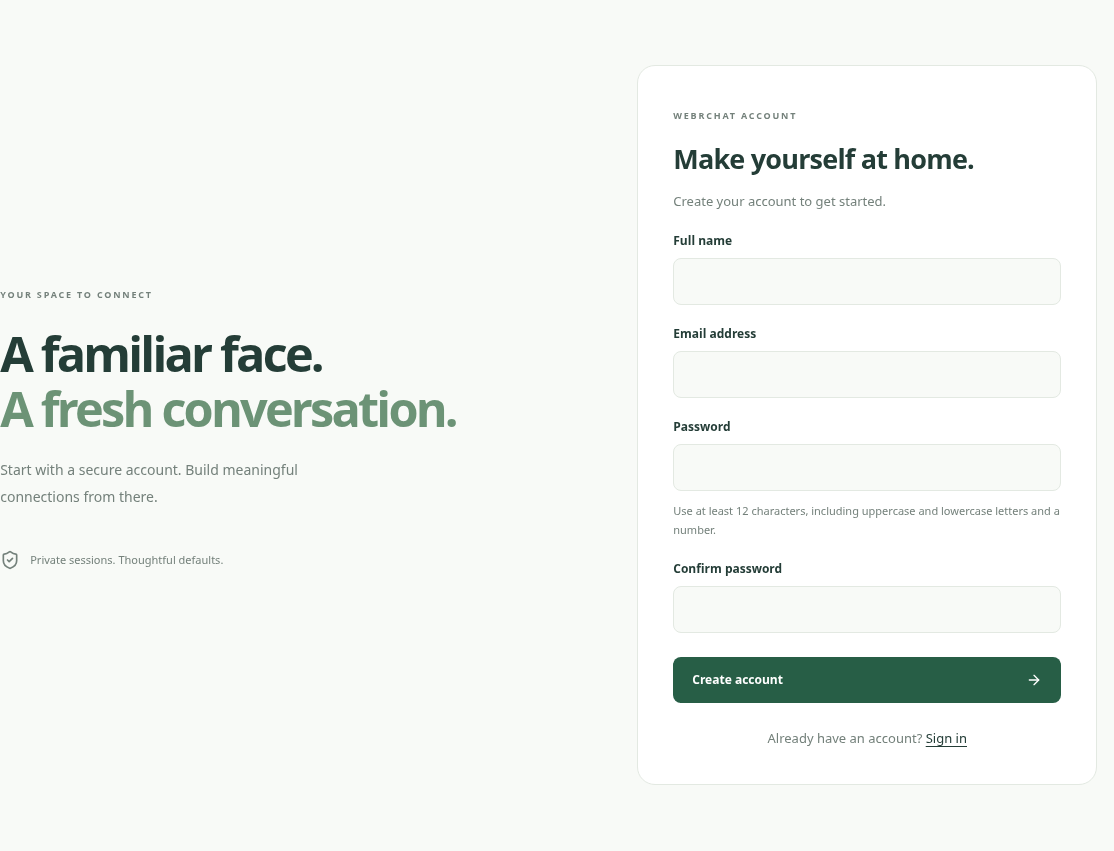 YOUR SPACE TO CONNECT
A familiar face.
A fresh conversation.
Start with a secure account. Build meaningful
connections from there.
Private sessions. Thoughtful defaults.
WEBRCHAT ACCOUNT
Make yourself at home.
Create your account to get started.
Full name
Email address
Password
Use at least 12 characters, including uppercase and lowercase letters and a
number.
Confirm password
Create account
Already have an account? Sign in